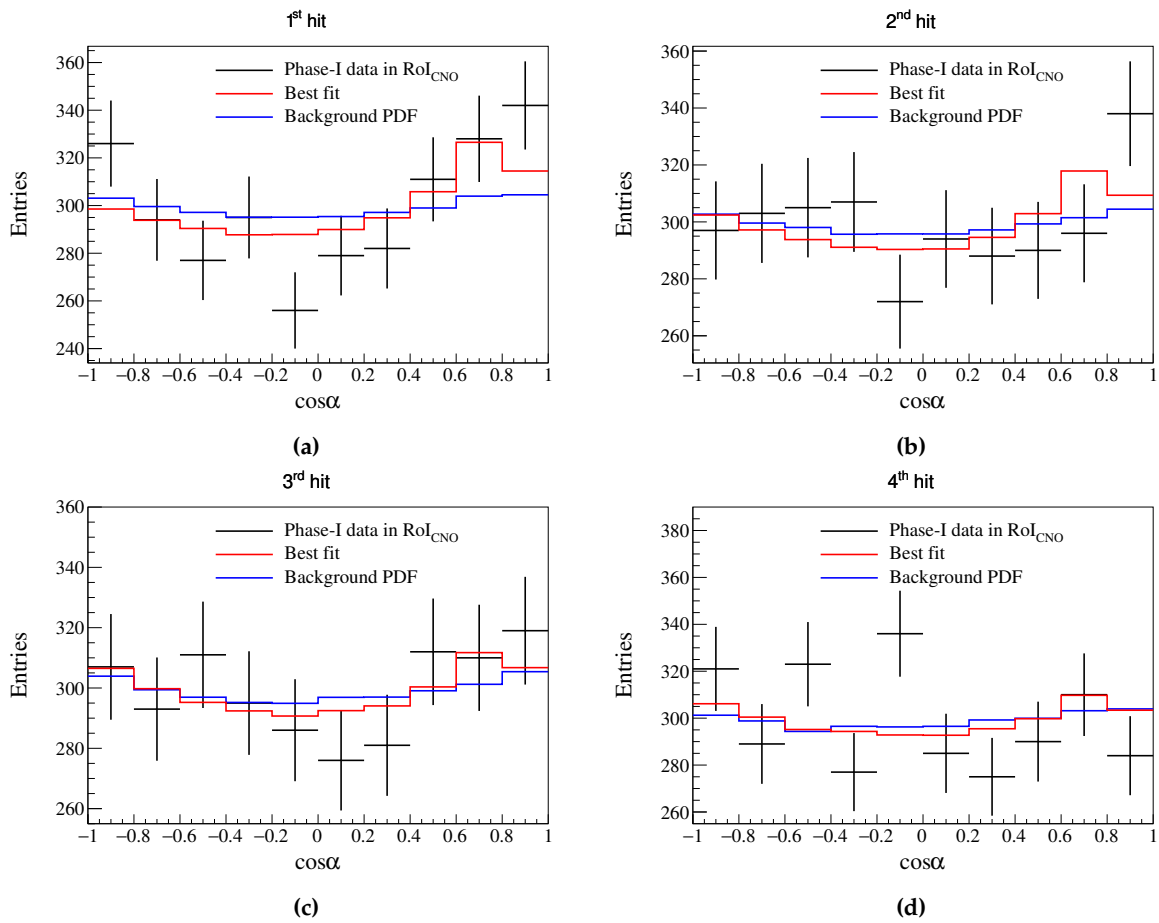 1st hit
360
340
320
300
280
260
240
Entries
Phase-I data in RoICNO
Best fit
Background PDF
−1 −0.8 −0.6 −0.4 −0.2 0 0.2 0.4 0.6 0.8 1
cosα
(a)
2nd hit
360
340
320
300
280
260
Entries
Phase-I data in RoICNO
Best fit
Background PDF
−1 −0.8 −0.6 −0.4 −0.2 0 0.2 0.4 0.6 0.8 1
cosα
(b)
3rd hit
360
340
320
300
280
260
Entries
Phase-I data in RoICNO
Best fit
Background PDF
−1 −0.8 −0.6 −0.4 −0.2 0 0.2 0.4 0.6 0.8 1
cosα
(c)
4th hit
380
360
340
320
300
280
260
Entries
Phase-I data in RoICNO
Best fit
Background PDF
−1 −0.8 −0.6 −0.4 −0.2 0 0.2 0.4 0.6 0.8 1
cosα
(d)